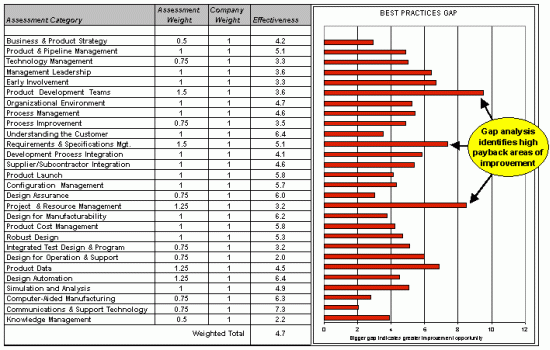 Assessment Category Assessment Weight Company Weight Effectiveness
Business & Product Strategy 0.5 1 4.2
Product & Pipeline Management 1 1 5.1
Technology Management 0.75 1 3.3
Management Leadership 1 1 3.6
Early Involvement 1 1 3.3
Product Development Teams 1.5 1 3.6
Organizational Environment 1 1 4.7
Process Management 1 1 4.6
Process Improvement 0.75 1 3.5
Understanding the Customer 1 1 6.4
Requirements & Specifications Mgt. 1.5 1 5.1
Development Process Integration 1 1 4.1
Supplier/Subcontractor Integration 1 1 4.6
Product Launch 1 1 5.8
Configuration Management 1 1 5.7
Design Assurance 0.75 1 6.0
Project & Resource Management 1.25 1 3.2
Design for Manufacturability 1 1 6.2
Product Cost Management 1 1 5.8
Robust Design 1 1 5.3
Integrated Test Design & Program 0.75 1 3.2
Design for Operation & Support 0.75 1 2.0
Product Data 1.25 1 4.5
Design Automation 1.25 1 6.4
Simulation and Analysis 1 1 4.9
Computer-Aided Manufacturing 0.75 1 6.3
Communications & Support Technology 0.75 1 7.3
Knowledge Management 0.5 1 2.2
Weighted Total 4.7
BEST PRACTICES GAP
Gap analysis
identifies high
payback areas of
improvement
0 2 4 6 8 10 12
Bigger gap indicates greater improvement opportunity